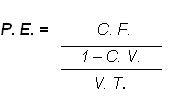 P. E. = C. F.
1 – C. V.
V. T.